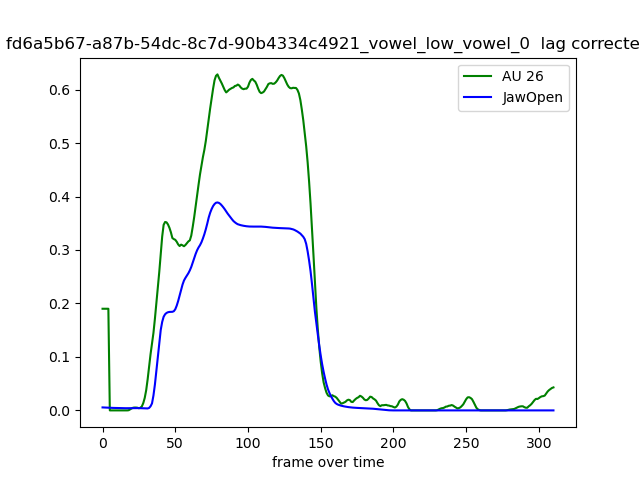 fd6a5b67-a87b-54dc-8c7d-90b4334c4921_vowel_low_vowel_0 lag correcte
AU 26
JawOpen
0.6
0.5
0.4
0.3
0.2
0.1
0.0
0 50 100 150 200 250 300
frame over time